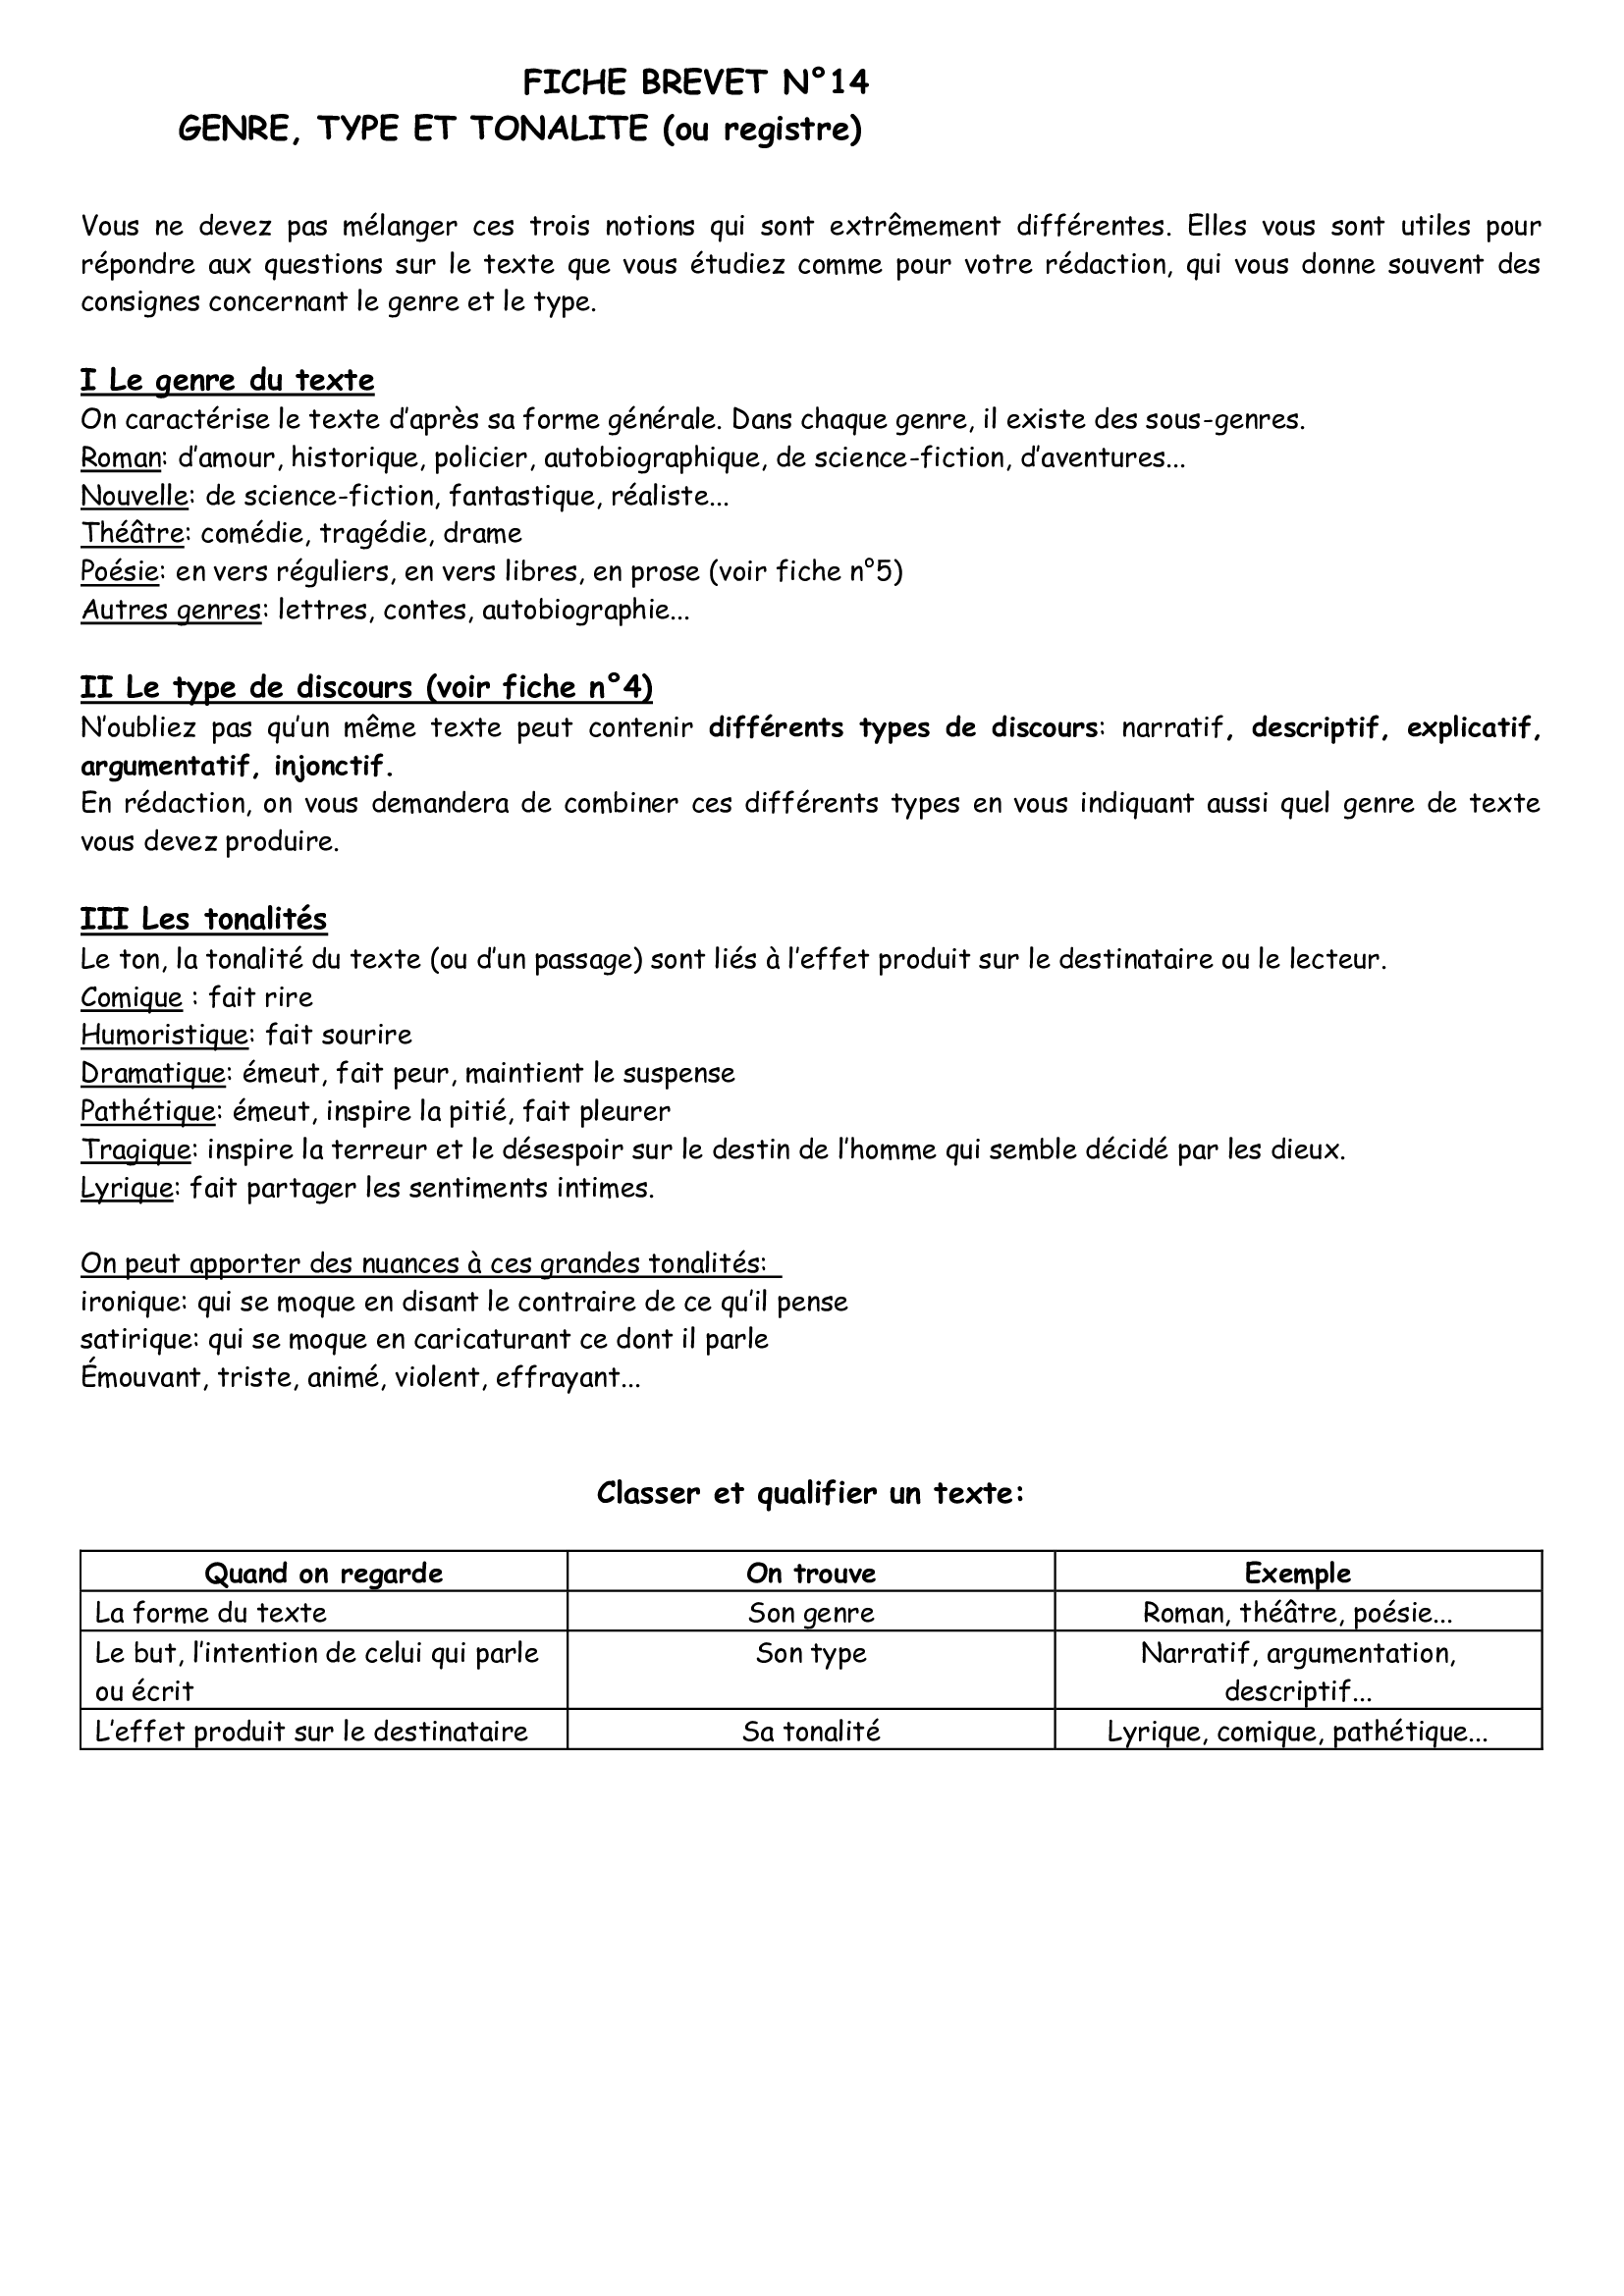 FICHE BREVET N°14
GENRE, TYPE ET TONALITE (ou registre)
Vous ne devez pas mélanger ces trois notions qui sont extrêmement différentes. Elles vous sont utiles pour
répondre aux questions sur le texte que vous étudiez comme pour votre rédaction, qui vous donne souvent des
consignes concernant le genre et le type.
I Le genre du texte
On caractérise le texte d'après sa forme générale. Dans chaque genre, il existe des sous-genres.
Roman: d'amour, historique, policier, autobiographique, de science-fiction, d'aventures...
Nouvelle: de science-fiction, fantastique, réaliste...
Théâtre: comédie, tragédie, drame
Poésie: en vers réguliers, en vers libres, en prose (voir fiche n°5)
Autres genres: lettres, contes, autobiographie...
II Le type de discours (voir fiche n°4)
N'oubliez pas qu'un même texte peut contenir différents types de discours: narratif, descriptif, explicatif,
argumentatif, injonctif.
En rédaction, on vous demandera de combiner ces différents types en vous indiquant aussi quel genre de texte
vous devez produire.
III Les tonalités
Le ton, la tonalité du texte (ou d'un passage) sont liés à l'effet produit sur le destinataire ou le lecteur.
Comique : fait rire
Humoristique: fait sourire
Dramatique: émeut, fait peur, maintient le suspense
Pathétique: émeut, inspire la pitié, fait pleurer
Tragique: inspire la terreur et le désespoir sur le destin de l'homme qui semble décidé par les dieux.
Lyrique: fait partager les sentiments intimes.
On peut apporter des nuances à ces grandes tonalités:
ironique: qui se moque en disant le contraire de ce qu'il pense
satirique: qui se moque en caricaturant ce dont il parle
Émouvant, triste, animé, violent, effrayant...
Classer et qualifier un texte:
Quand on regarde On trouve Exemple
La forme du texte Son genre Roman, théâtre, poésie...
Le but, l'intention de celui qui parle Son type Narratif, argumentation,
ou écrit descriptif...
L'effet produit sur le destinataire Sa tonalité Lyrique, comique, pathétique...